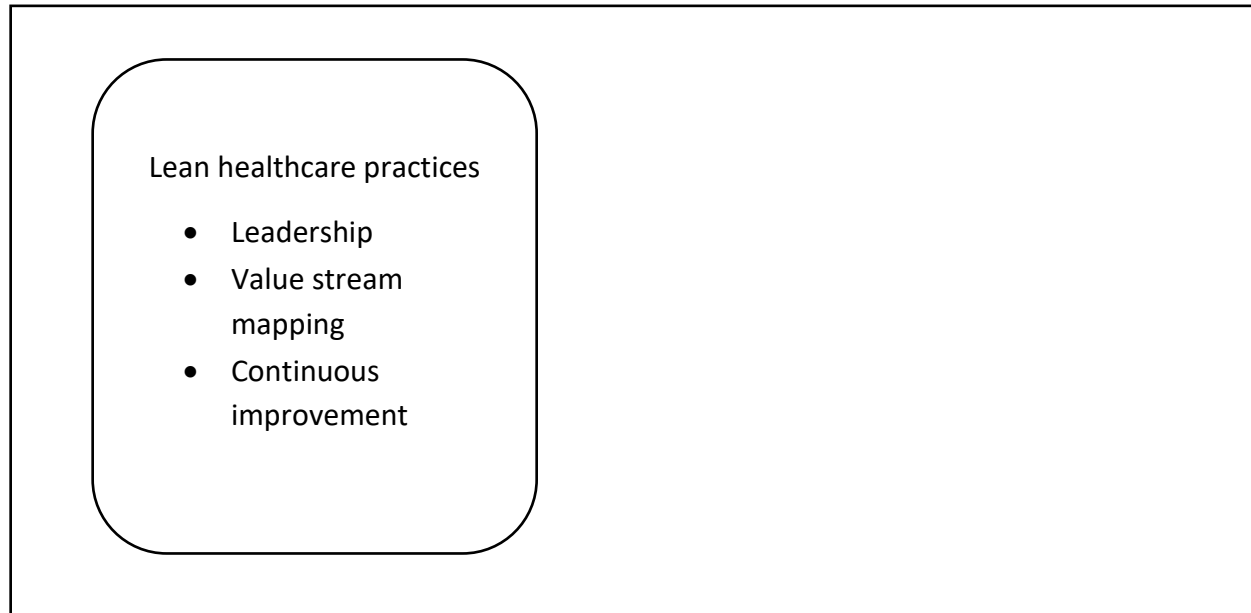 Lean healthcare practices
• Leadership
• Value stream
mapping
• Continuous
improvement